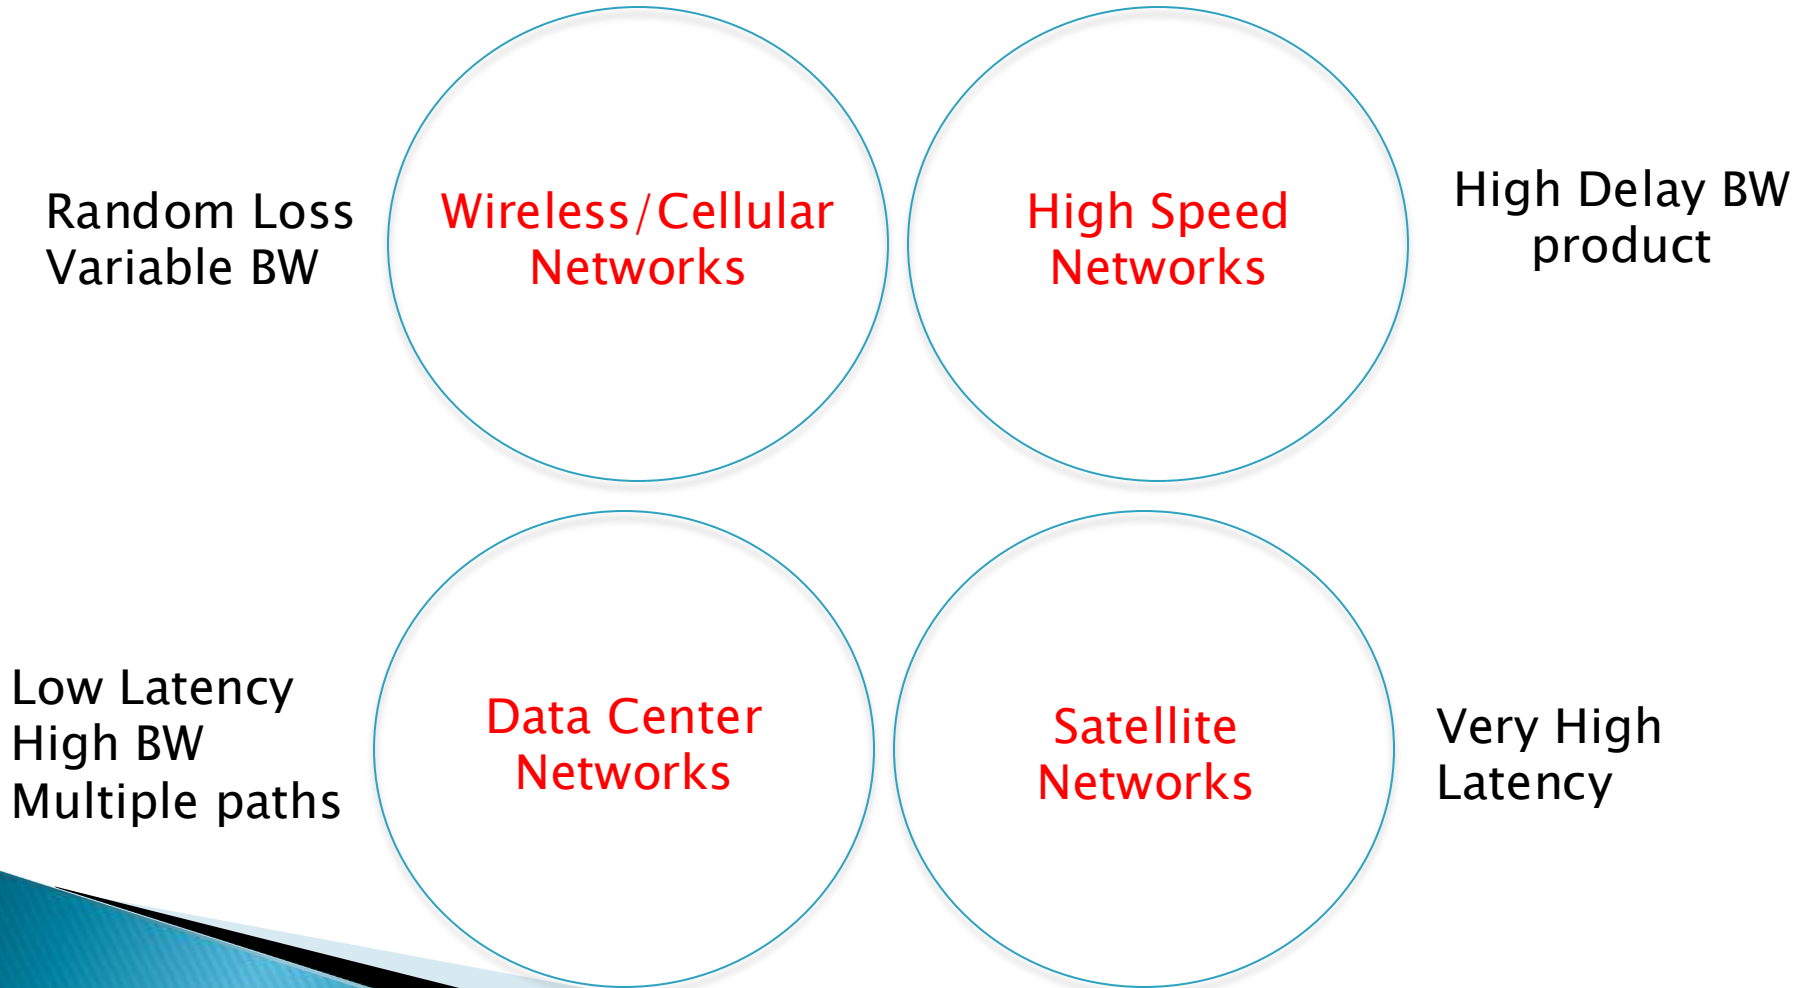 Random Loss
Variable BW
Wireless/Cellular
Networks
High Speed
Networks
High Delay BW
product
Low Latency
High BW
Multiple paths
Data Center
Networks
Satellite
Networks
Very High
Latency